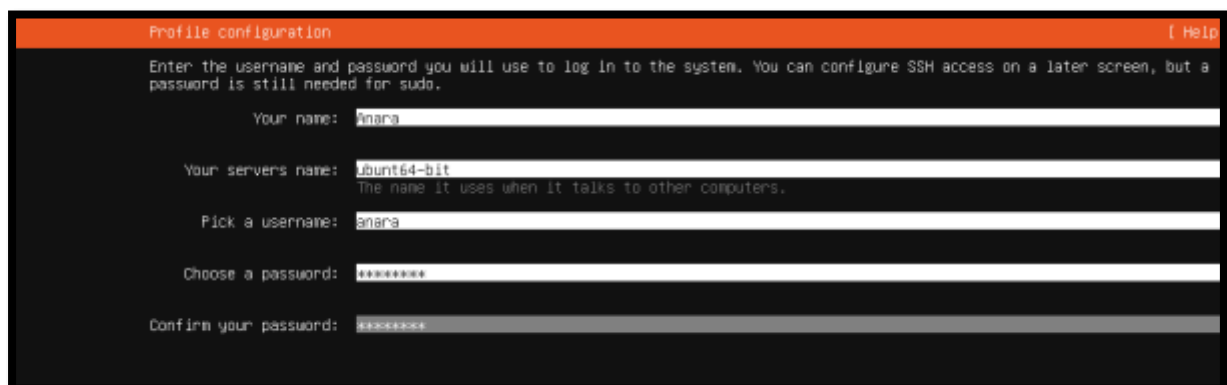 Profile configuration [ Help
Enter the username and password you will use to log in to the system. You can configure SSH access on a later screen, but a
password is still needed for sudo.
Your name: Anara
Your servers name: ubunt64-bit
The name it uses when it talks to other computers.
Pick a username: anara
Choose a password: ********
Confirm your password: ********